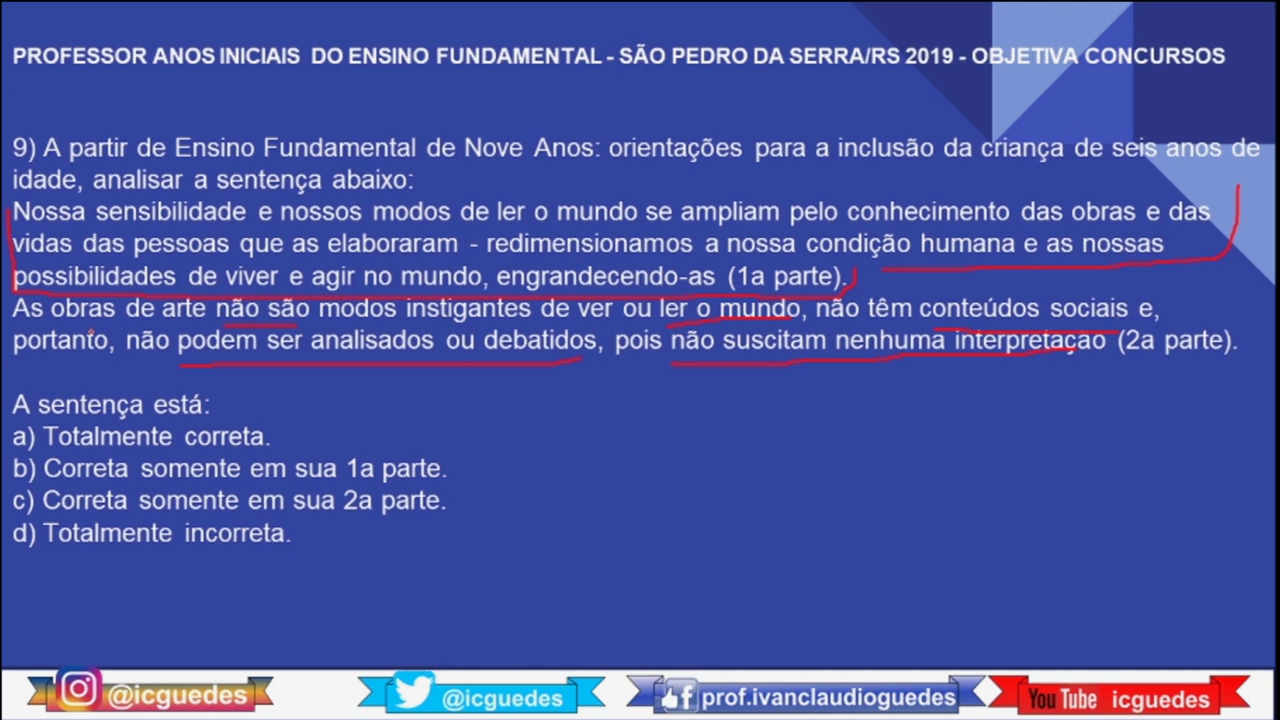 PROFESSOR ANOS INICIAIS DO ENSINO FUNDAMENTAL - SÃO PEDRO DA SERRA/RS 2019 - OBJETIVA CONCURSOS
9) A partir de Ensino Fundamental de Nove Anos: orientações para a inclusão da criança de seis anos de
idade, analisar a sentença abaixo:
Nossa sensibilidade e nossos modos de ler o mundo se ampliam pelo conhecimento das obras e das
vidas das pessoas que as elaboraram - redimensionamos a nossa condição humana e as nossas
possibilidades de viver e agir no mundo, engrandecendo-as (1a parte).
As obras de arte não são modos instigantes de ver ou ler o mundo, não têm conteúdos sociais e,
portanto, não podem ser analisados ou debatidos, pois não suscitam nenhuma interpretação (2a parte).
A sentença está:
a) Totalmente correta.
b) Correta somente em sua 1a parte.
c) Correta somente em sua 2a parte.
d) Totalmente incorreta.
@icguedes @icguedes prof.ivanclaudioguedes You Tube icguedes